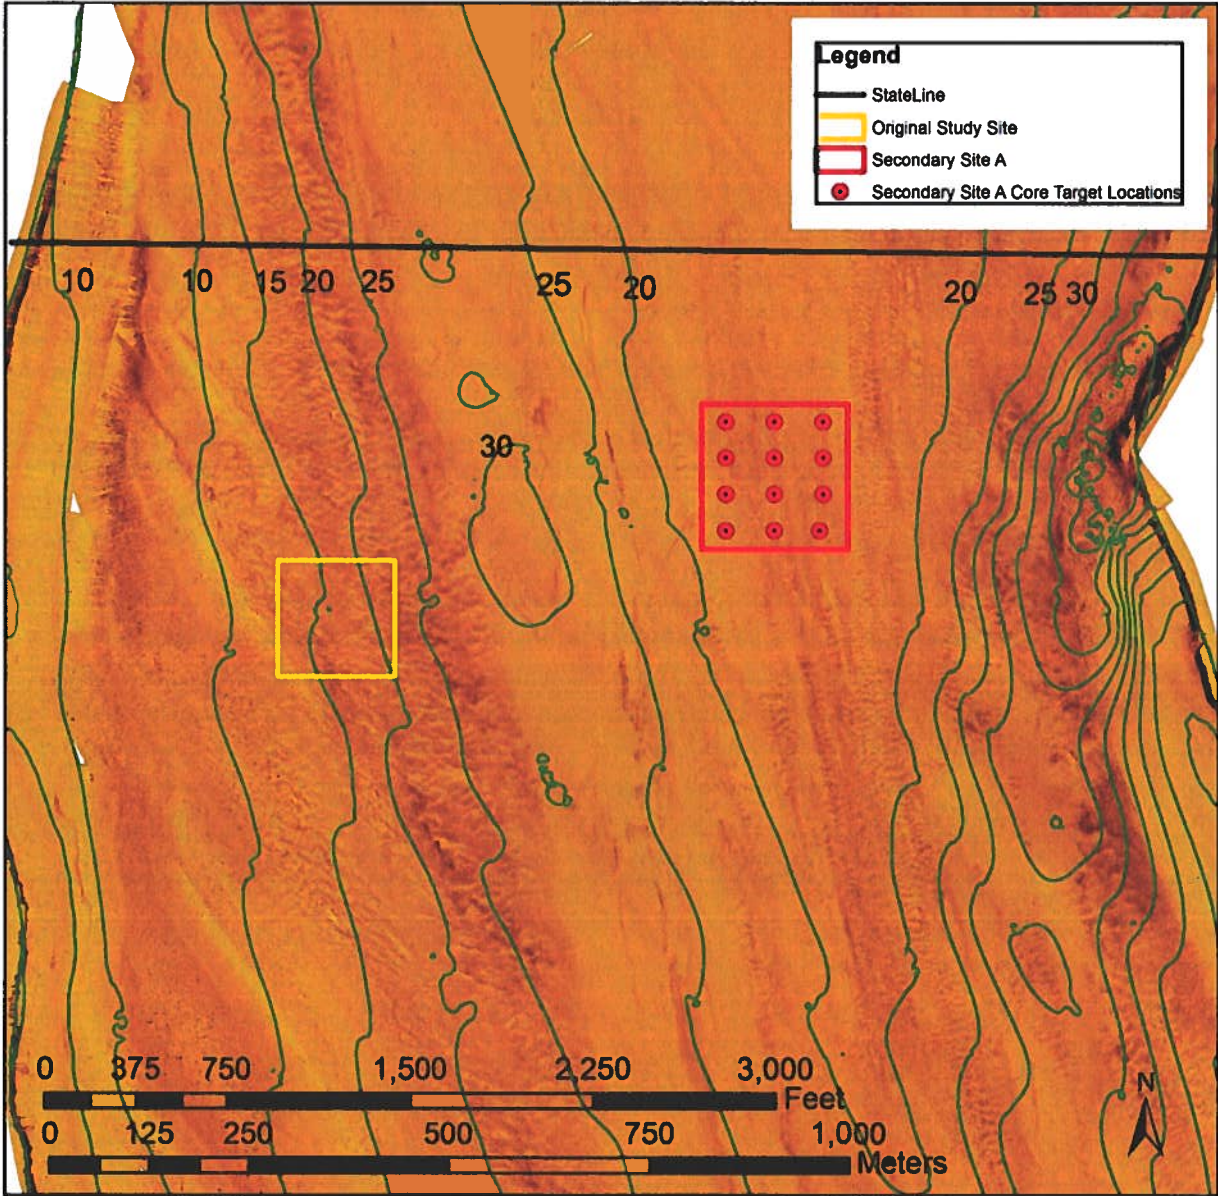 Legend
StateLine
Original Study Site
Secondary Site A
Secondary Site A Core Target Locations
10 10 15 20 25 25 20 20 25 30
30
0 375 750 1,500 2,250 3,000
Feet
0 125 250 500 750 1,000
Meters
N